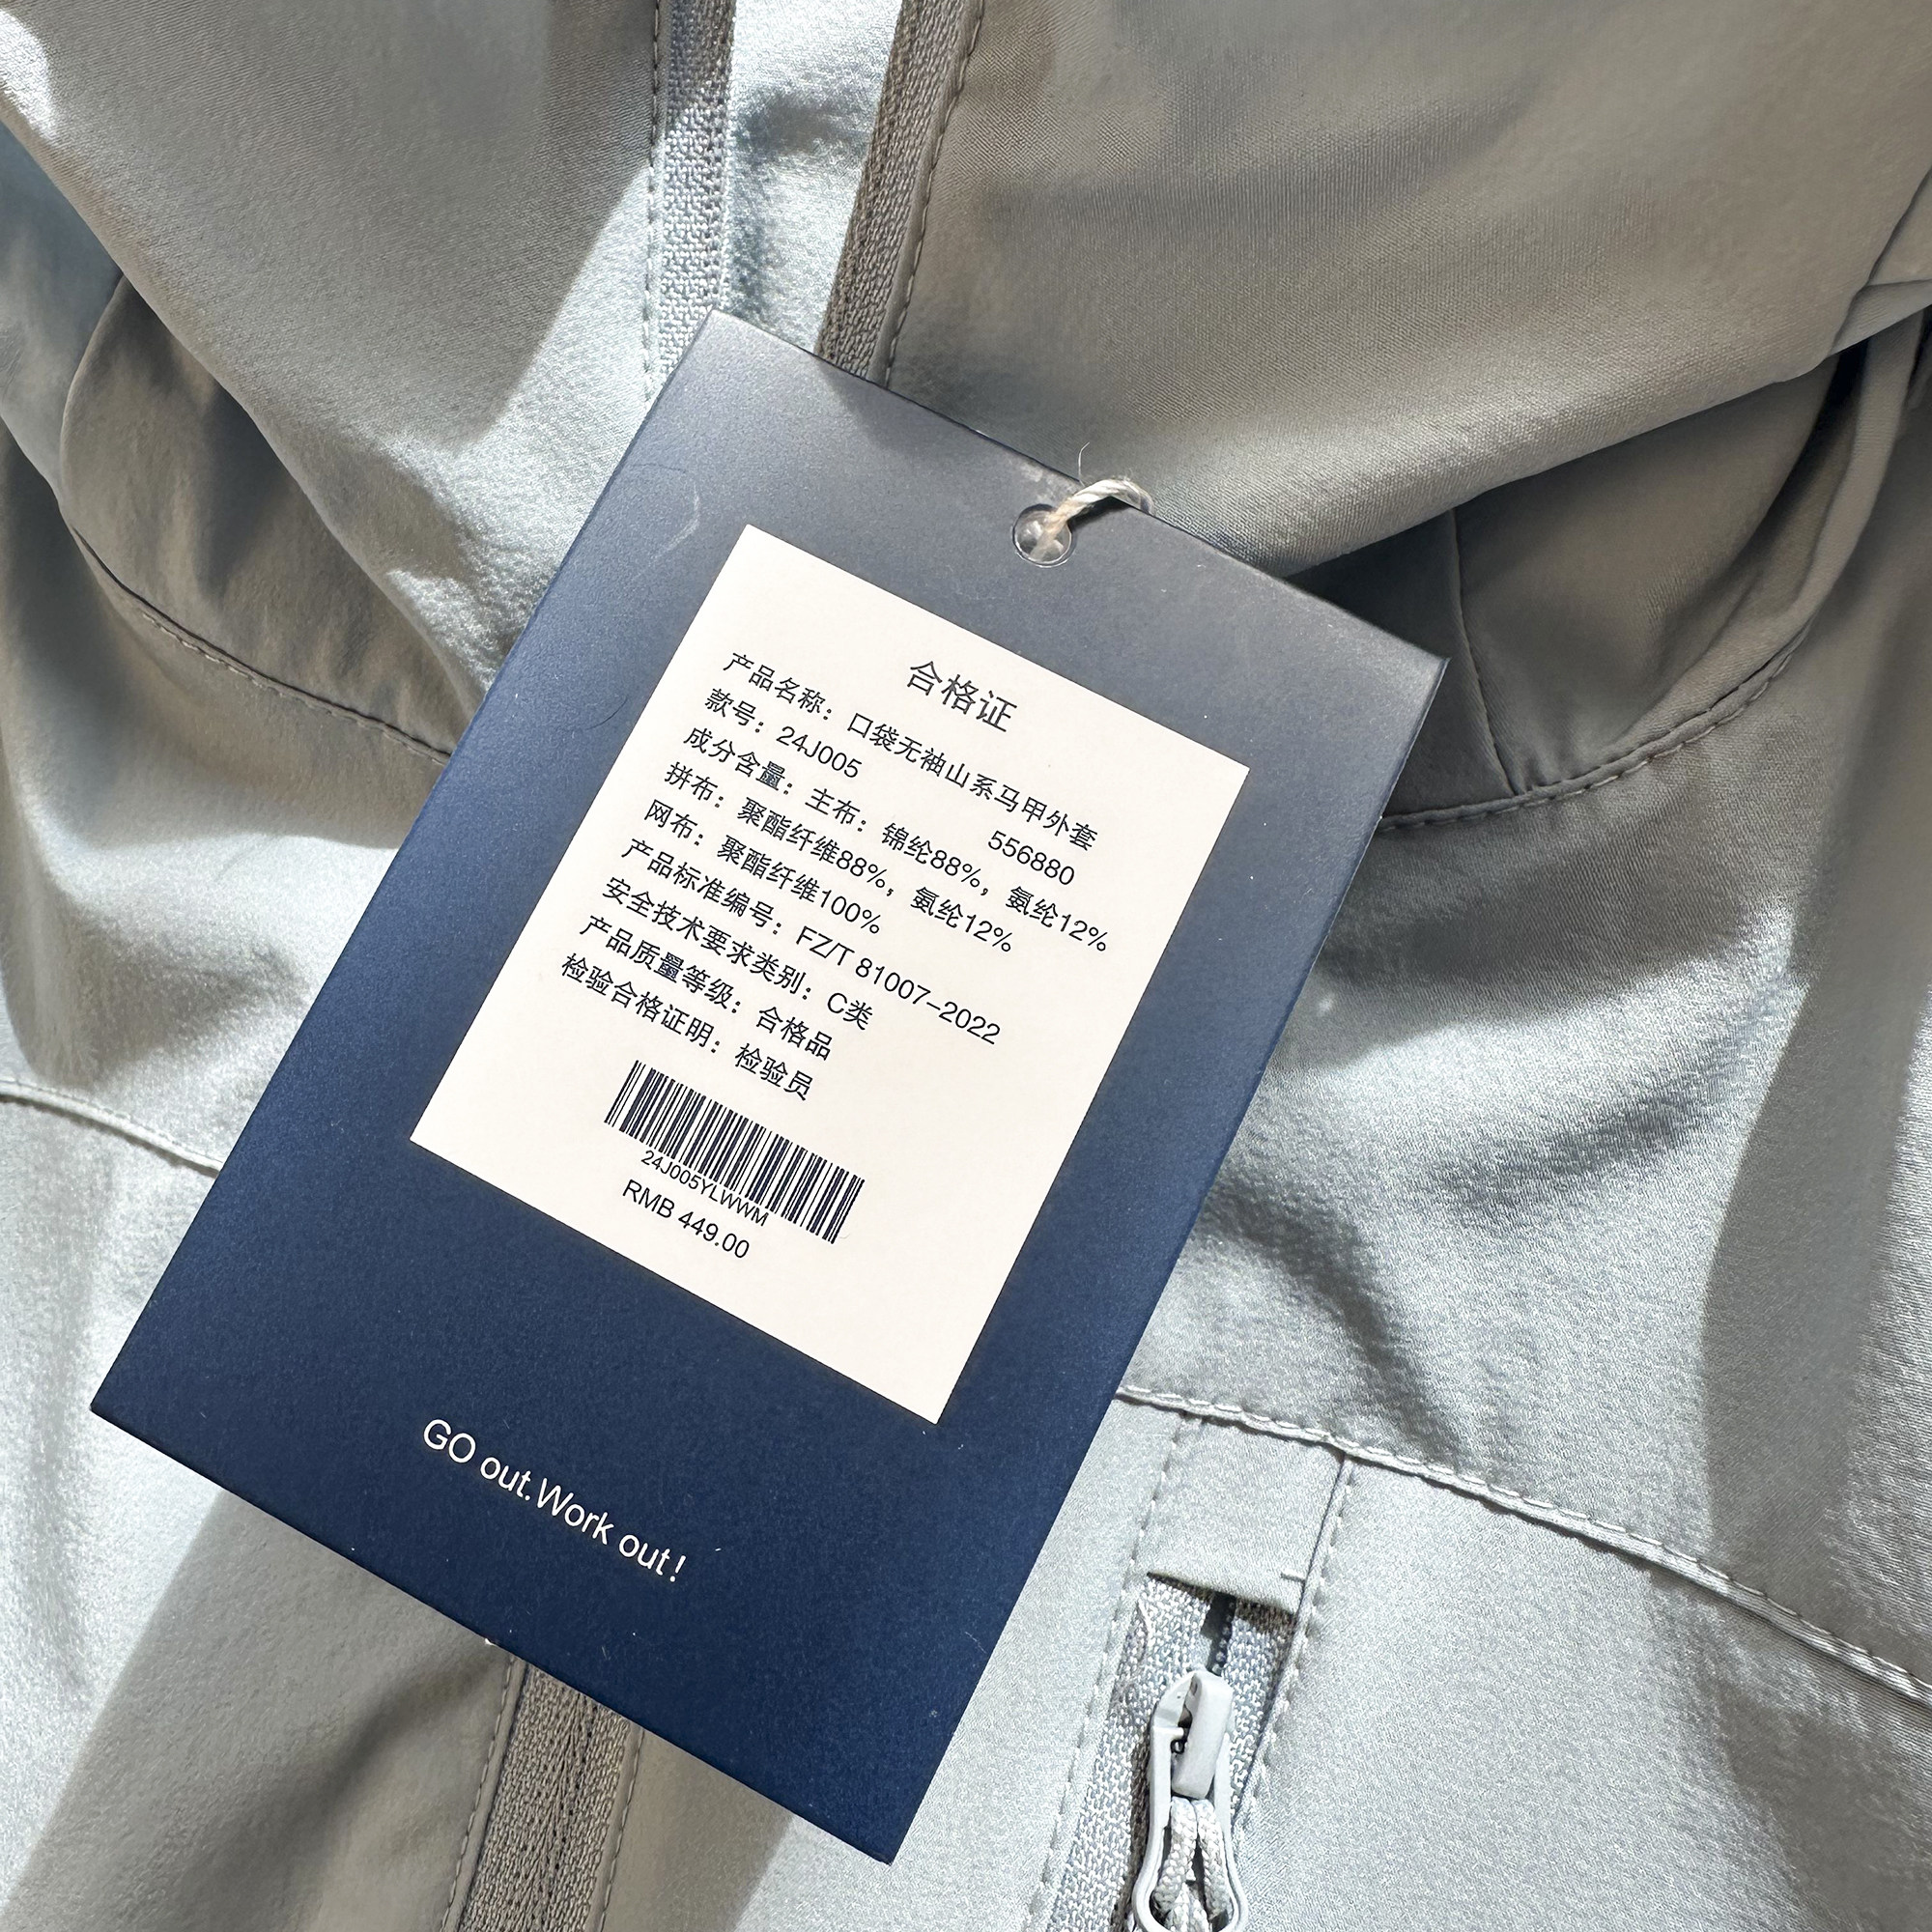 合格证
产品名称：口袋无袖山系马甲外套
款号：24J005 556880
成分含量：主布：锦纶88%，氨纶12%
拼布：聚酯纤维88%，氨纶12%
网布：聚酯纤维100%
产品标准编号：FZ/T 81007-2022
安全技术要求类别：C类
产品质量等级：合格品
检验合格证明：检验员
24J005YLWWM
RMB 449.00
GO out.Work out!